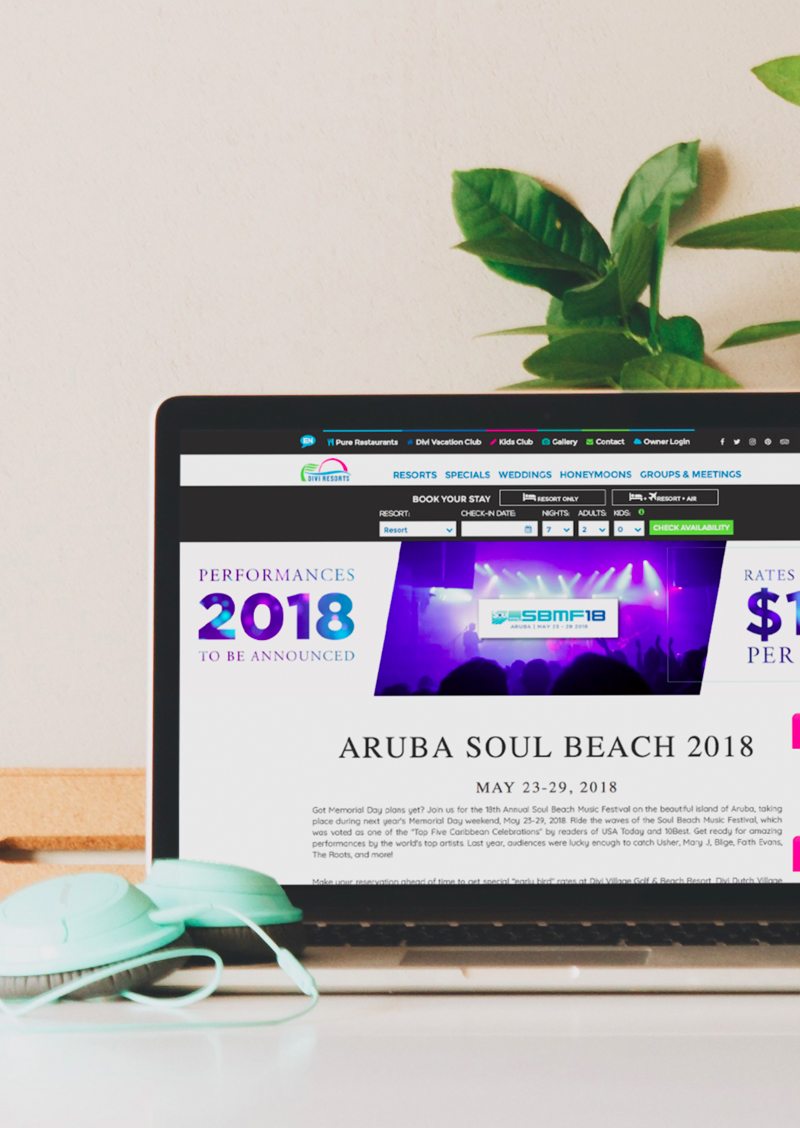 EN Pure Restaurants Divi Vacation Club Kids Club Gallery Contact Owner Login
DIVI RESORTS RESORTS SPECIALS WEDDINGS HONEYMOONS GROUPS & MEETINGS
BOOK YOUR STAY RESORT ONLY + RESORT + AIR
RESORT: CHECK-IN DATE: NIGHTS: ADULTS: KIDS:
Resort 7 2 0 CHECK AVAILABILITY
PERFORMANCES
2018
TO BE ANNOUNCED
SBMF18
ARUBA | MAY 23 - 29 2018
RATES
$1
PER
ARUBA SOUL BEACH 2018
MAY 23-29, 2018
Got Memorial Day plans yet? Join us for the 18th Annual Soul Beach Music Festival on the beautiful island of Aruba, taking
place during next year's Memorial Day weekend, May 23-29, 2018. Ride the waves of the Soul Beach Music Festival, which
was voted as one of the "Top Five Caribbean Celebrations" by readers of USA Today and 10Best. Get ready for amazing
performances by the world's top artists. Last year, audiences were lucky enough to catch Usher, Mary J, Blige, Faith Evans,
The Roots, and more!
Make your reservation ahead of time to get special "early bird" rates at Divi Village Golf & Beach Resort, Divi Dutch Village